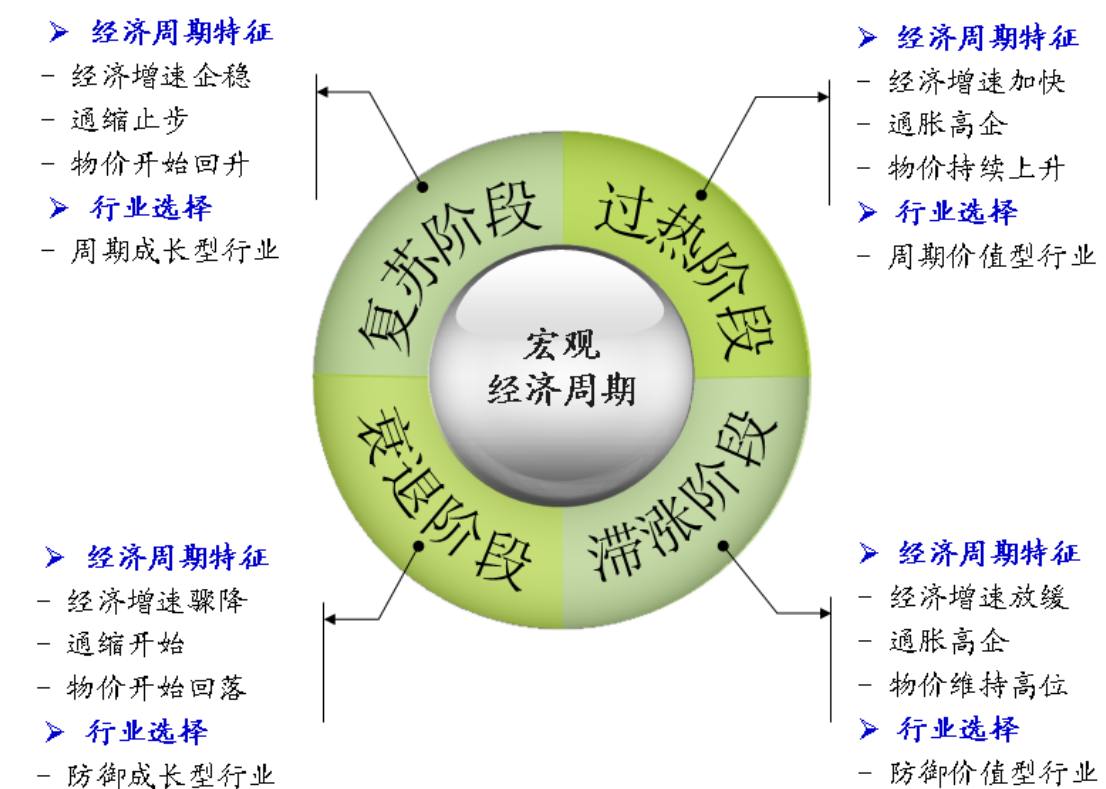 ➢ 经济周期特征
– 经济增速企稳
– 通缩止步
– 物价开始回升
➢ 行业选择
– 周期成长型行业
➢ 经济周期特征
– 经济增速加快
– 通胀高企
– 物价持续上升
➢ 行业选择
– 周期价值型行业
复苏阶段
过热阶段
宏观
经济周期
衰退阶段
滞涨阶段
➢ 经济周期特征
– 经济增速骤降
– 通缩开始
– 物价开始回落
➢ 行业选择
– 防御成长型行业
➢ 经济周期特征
– 经济增速放缓
– 通胀高企
– 物价维持高位
➢ 行业选择
– 防御价值型行业